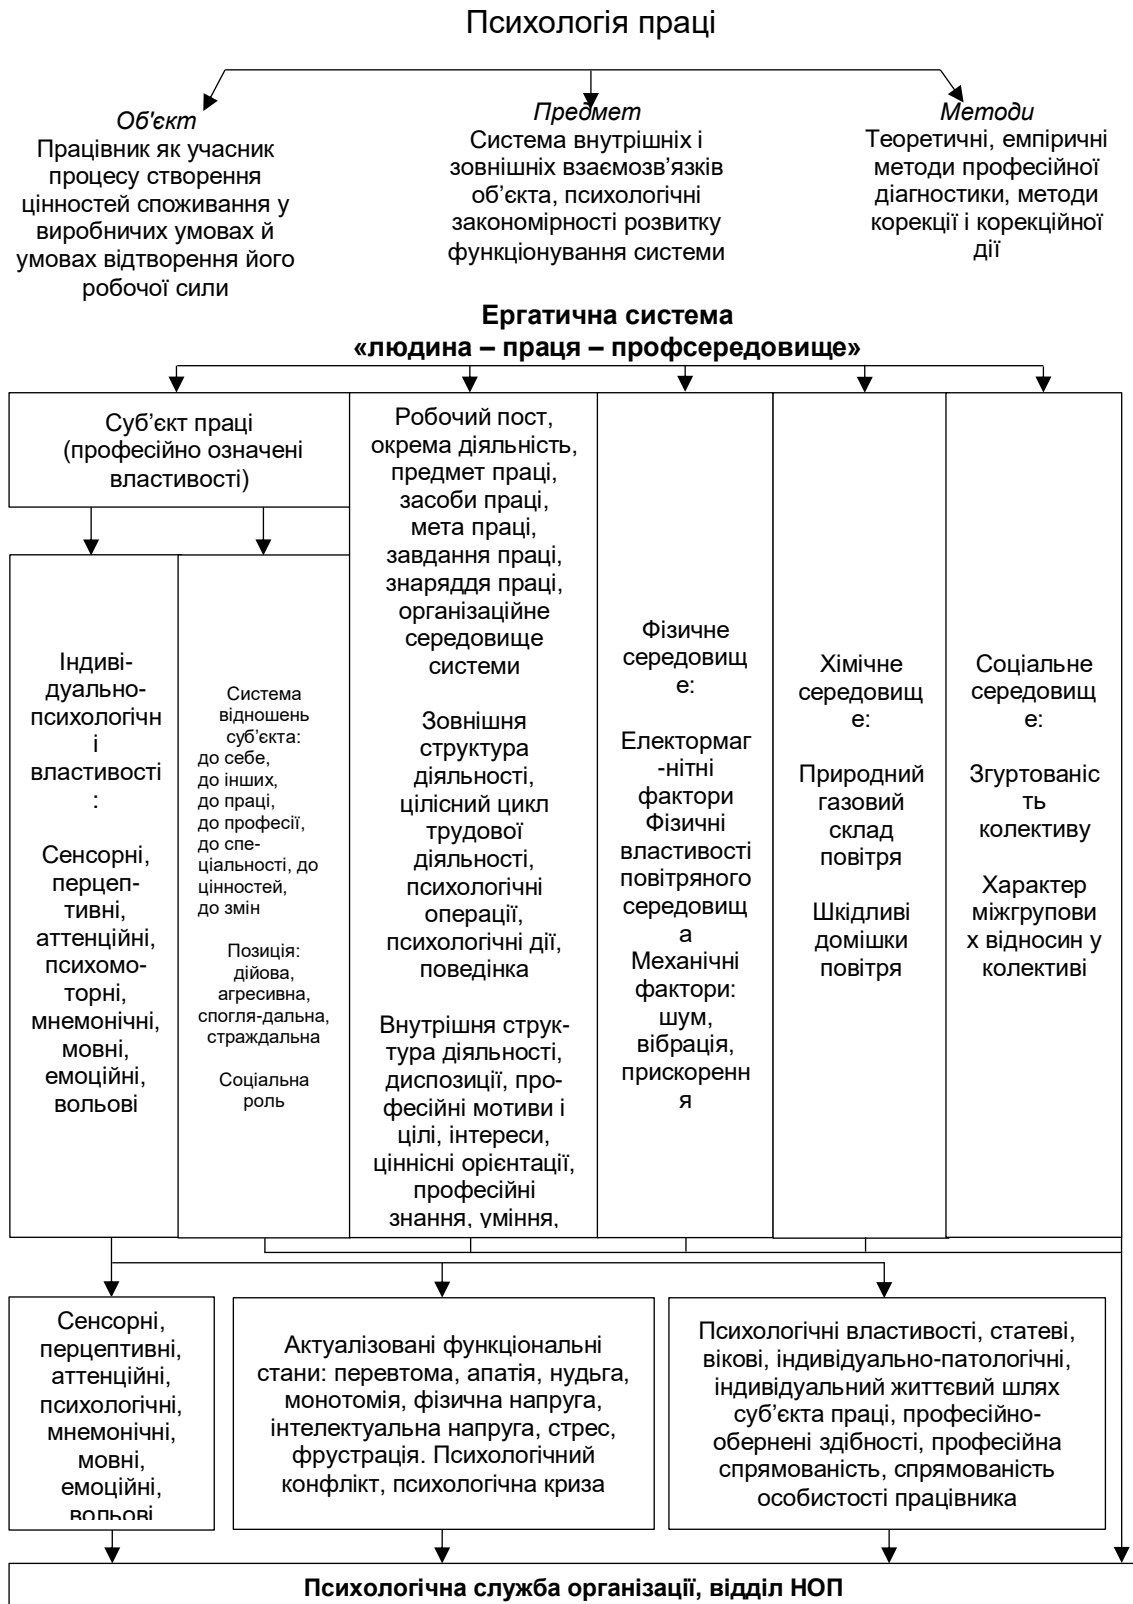 Психологія праці
Об'єкт
Працівник як учасник
процесу створення
цінностей споживання у
виробничих умовах й
умовах відтворення його
робочої сили
Предмет
Система внутрішніх і
зовнішніх взаємозв’язків
об’єкта, психологічні
закономірності розвитку
функціонування системи
Методи
Теоретичні, емпіричні
методи професійної
діагностики, методи
корекції і корекційної
дії
Ергатична система
«людина – праця – профсередовище»
Суб’єкт праці
(професійно означені
властивості)
Індиві-
дуально-
психологічн
і
властивості
:
Сенсорні,
перцеп-
тивні,
аттенційні,
психомо-
торні,
мнемонічні,
мовні,
емоційні,
вольові
Система
відношень
суб’єкта:
до себе,
до інших,
до праці,
до професії,
до спе-
ціальності, до
цінностей,
до змін
Позиція:
дійова,
агресивна,
спогля-дальна,
страждальна
Соціальна
роль
Робочий пост,
окрема діяльність,
предмет праці,
засоби праці,
мета праці,
завдання праці,
знаряддя праці,
організаційне
середовище
системи
Зовнішня
структура
діяльності,
цілісний цикл
трудової
діяльності,
психологічні
операції,
психологічні дії,
поведінка
Внутрішня струк-
тура діяльності,
диспозиції, про-
фесійні мотиви і
цілі, інтереси,
ціннісні орієнтації,
професійні
знання, уміння,
Фізичне
середовищ
е:
Електормаг
-нітні
фактори
Фізичні
властивості
повітряного
середовищ
а
Механічні
фактори:
шум,
вібрація,
прискоренн
я
Хімічне
середовищ
е:
Природний
газовий
склад
повітря
Шкідливі
домішки
повітря
Соціальне
середовищ
е:
Згуртованіс
ть
колективу
Характер
міжгрупови
х відносин у
колективі
Сенсорні,
перцептивні,
аттенційні,
психологічні,
мнемонічні,
мовні,
емоційні,
вольові
Актуалізовані функціональні
стани: перевтома, апатія, нудьга,
монотомія, фізична напруга,
інтелектуальна напруга, стрес,
фрустрація. Психологічний
конфлікт, психологічна криза
Психологічні властивості, статеві,
вікові, індивідуально-патологічні,
індивідуальний життєвий шлях
суб’єкта праці, професійно-
обернені здібності, професійна
спрямованість, спрямованість
особистості працівника
Психологічна служба організації, відділ НОП